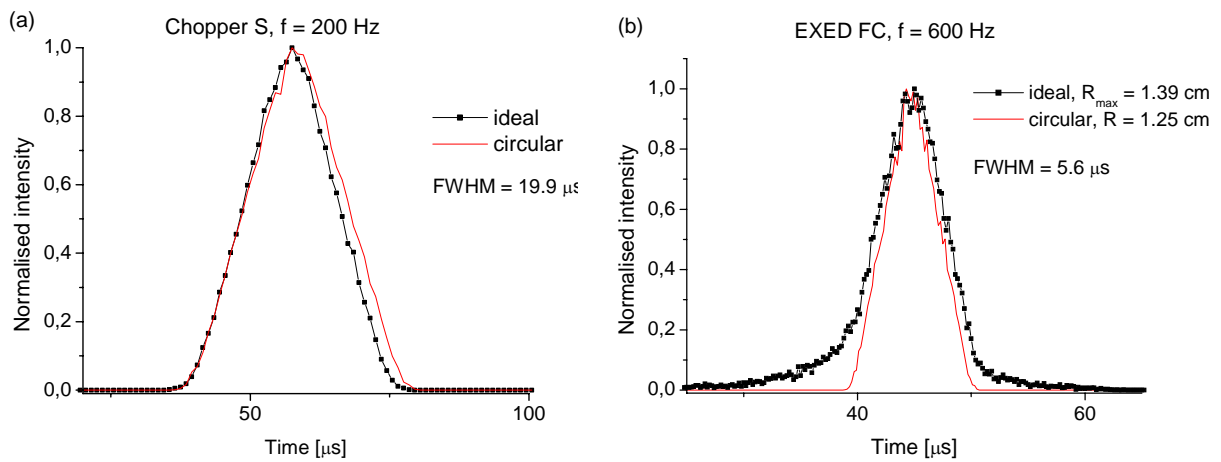 (a)
Chopper S, f = 200 Hz
1,0
0,8
0,6
0,4
0,2
0,0
Normalised intensity
ideal
circular
FWHM = 19.9 μs
50
100
Time [μs]
(b)
EXED FC, f = 600 Hz
1,0
0,8
0,6
0,4
0,2
0,0
Normalised intensity
ideal, Rmax = 1.39 cm
circular, R = 1.25 cm
FWHM = 5.6 μs
40
60
Time [μs]